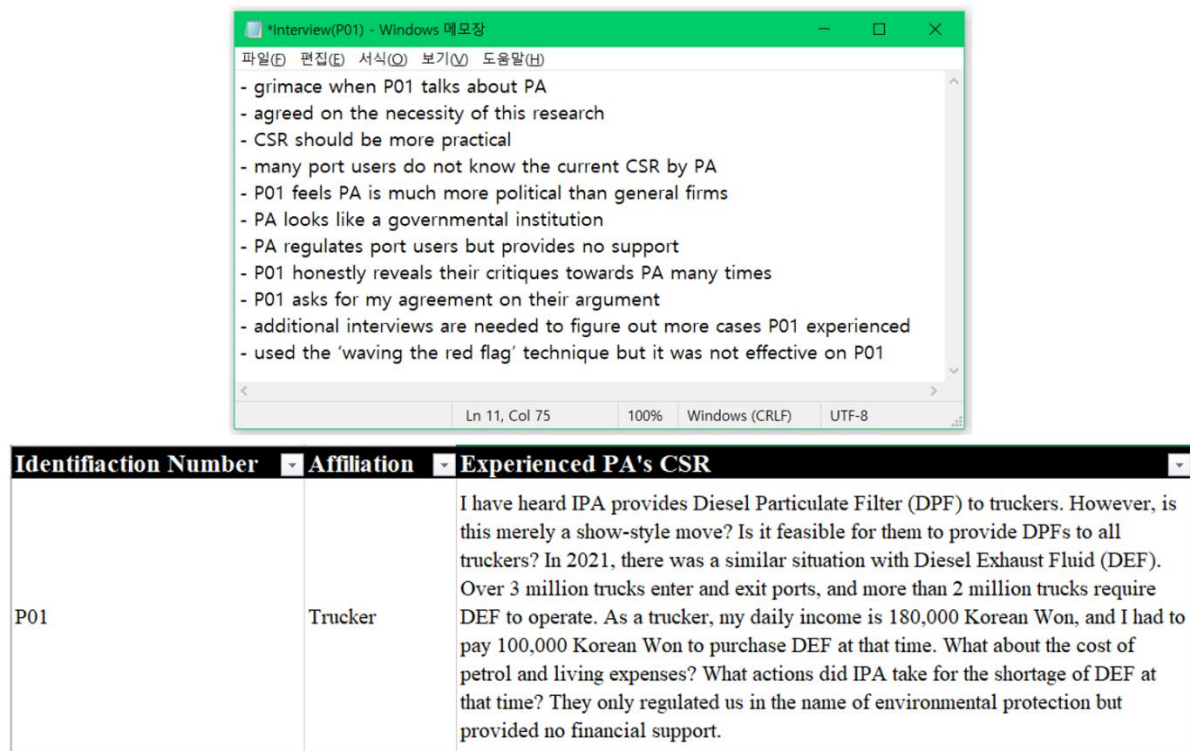 *Interview(P01) - Windows 메모장
파일(F) 편집(E) 서식(O) 보기(V) 도움말(H)
- grimace when P01 talks about PA
- agreed on the necessity of this research
- CSR should be more practical
- many port users do not know the current CSR by PA
- P01 feels PA is much more political than general firms
- PA looks like a governmental institution
- PA regulates port users but provides no support
- P01 honestly reveals their critiques towards PA many times
- P01 asks for my agreement on their argument
- additional interviews are needed to figure out more cases P01 experienced
- used the ‘waving the red flag’ technique but it was not effective on P01
Ln 11, Col 75 100% Windows (CRLF) UTF-8
Identifiaction Number Affiliation Experienced PA's CSR
I have heard IPA provides Diesel Particulate Filter (DPF) to truckers. However, is
this merely a show-style move? Is it feasible for them to provide DPFs to all
truckers? In 2021, there was a similar situation with Diesel Exhaust Fluid (DEF).
Over 3 million trucks enter and exit ports, and more than 2 million trucks require
P01 Trucker DEF to operate. As a trucker, my daily income is 180,000 Korean Won, and I had to
pay 100,000 Korean Won to purchase DEF at that time. What about the cost of
petrol and living expenses? What actions did IPA take for the shortage of DEF at
that time? They only regulated us in the name of environmental protection but
provided no financial support.